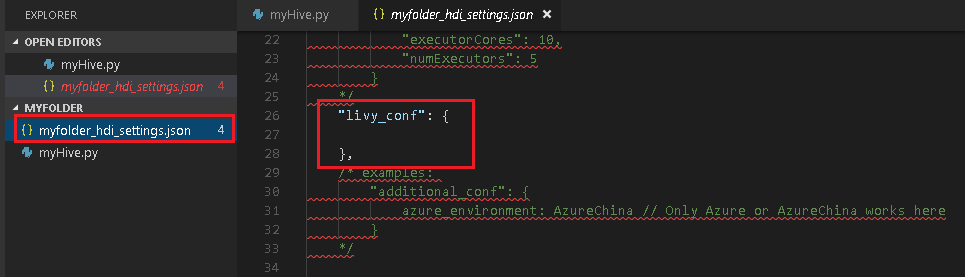 EXPLORER
OPEN EDITORS
myHive.py
{} myfolder_hdi_settings.json 4
MYFOLDER
{} myfolder_hdi_settings.json 4
myHive.py
myHive.py {} myfolder_hdi_settings.json ×
22 "executorCores": 10,
23 "numExecutors": 5
24 }
25 */
26 "livy_conf": {
27
28 },
29 /* examples:
30 "additional_conf": {
31 azure_environment: AzureChina // Only Azure or AzureChina works here
32 }
33 */
34